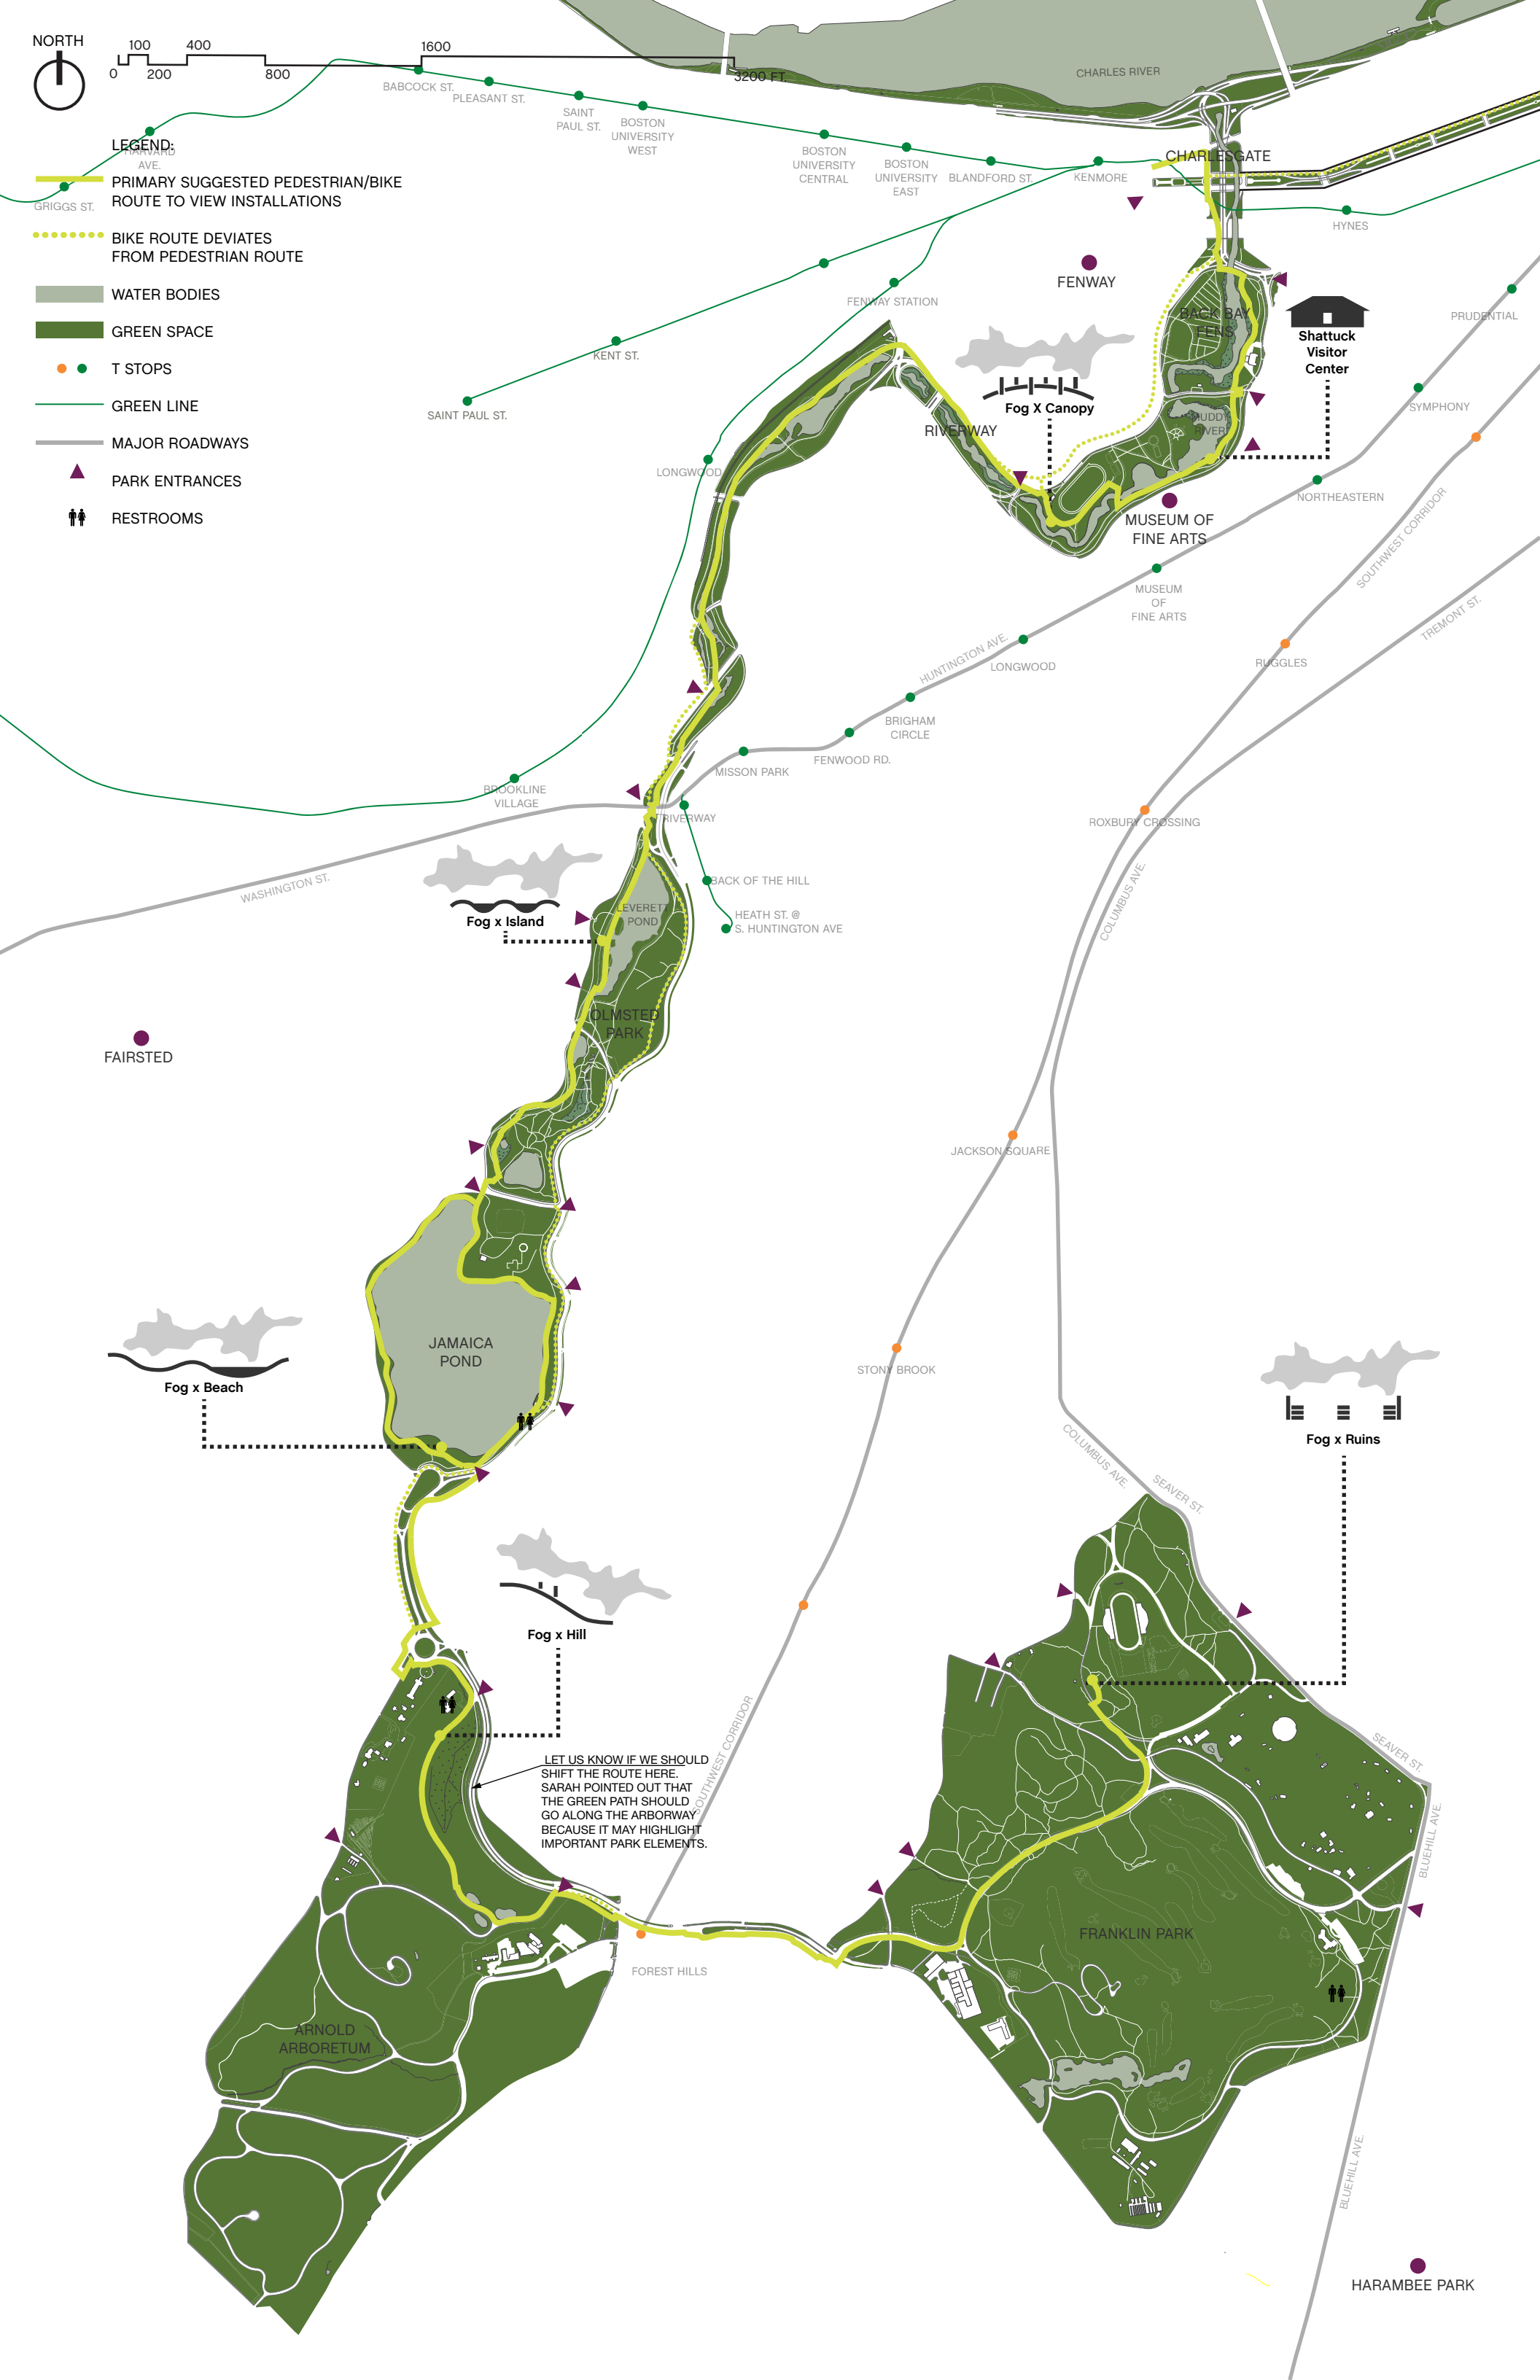 NORTH
100
400
1600
0
200
800
3200 FT.
CHARLES RIVER
BABCOCK ST.
PLEASANT ST.
SAINT
PAUL ST.
BOSTON
UNIVERSITY
WEST
BOSTON
UNIVERSITY
CENTRAL
BOSTON
UNIVERSITY
EAST
BLANDFORD ST.
KENMORE
CHARLESGATE
HYNES
HARVARD
AVE.
GRIGGS ST.
LEGEND:
PRIMARY SUGGESTED PEDESTRIAN/BIKE
ROUTE TO VIEW INSTALLATIONS
BIKE ROUTE DEVIATES
FROM PEDESTRIAN ROUTE
WATER BODIES
GREEN SPACE
T STOPS
GREEN LINE
MAJOR ROADWAYS
PARK ENTRANCES
RESTROOMS
FENWAY
FENWAY STATION
BACK BAY
FENS
Shattuck
Visitor
Center
PRUDENTIAL
KENT ST.
SAINT PAUL ST.
Fog X Canopy
RIVERWAY
MUDDY
RIVER
SYMPHONY
LONGWOOD
NORTHEASTERN
MUSEUM OF
FINE ARTS
SOUTHWEST CORRIDOR
MUSEUM
OF
FINE ARTS
TREMONT ST.
HUNTINGTON AVE.
LONGWOOD
RUGGLES
BRIGHAM
CIRCLE
FENWOOD RD.
MISSON PARK
BROOKLINE
VILLAGE
RIVERWAY
ROXBURY CROSSING
WASHINGTON ST.
BACK OF THE HILL
COLUMBUS AVE.
Fog x Island
LEVERETT
POND
HEATH ST. @
S. HUNTINGTON AVE
OLMSTED
PARK
FAIRSTED
JACKSON SQUARE
JAMAICA
POND
STONY BROOK
Fog x Beach
Fog x Ruins
COLUMBUS AVE.
SEAVER ST.
Fog x Hill
SOUTHWEST CORRIDOR
SEAVER ST.
LET US KNOW IF WE SHOULD
SHIFT THE ROUTE HERE.
SARAH POINTED OUT THAT
THE GREEN PATH SHOULD
GO ALONG THE ARBORWAY
BECAUSE IT MAY HIGHLIGHT
IMPORTANT PARK ELEMENTS.
BLUEHILL AVE.
FRANKLIN PARK
FOREST HILLS
ARNOLD
ARBORETUM
BLUEHILL AVE.
HARAMBEE PARK